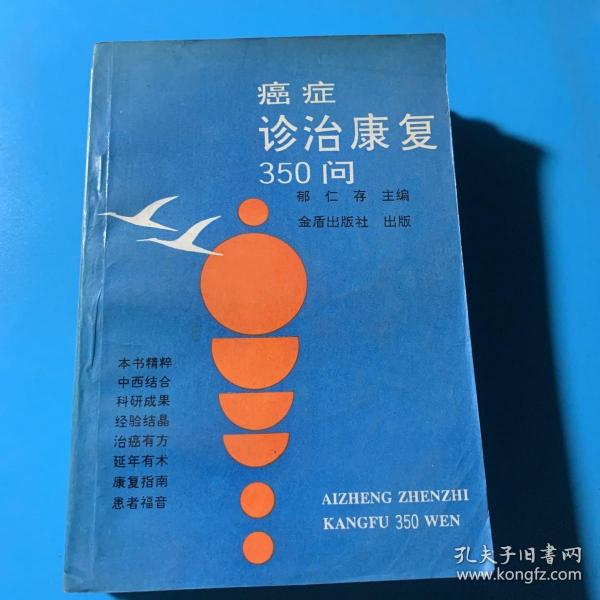 癌症
诊治康复
350问
郁仁存 主编
金盾出版社 出版
本书精粹
中西结合
科研成果
经验结晶
治癌有方
延年有术
康复指南
患者福音
AIZHENG ZHENZHI
KANGFU 350 WEN
孔夫子旧书网
www.kongfz.com